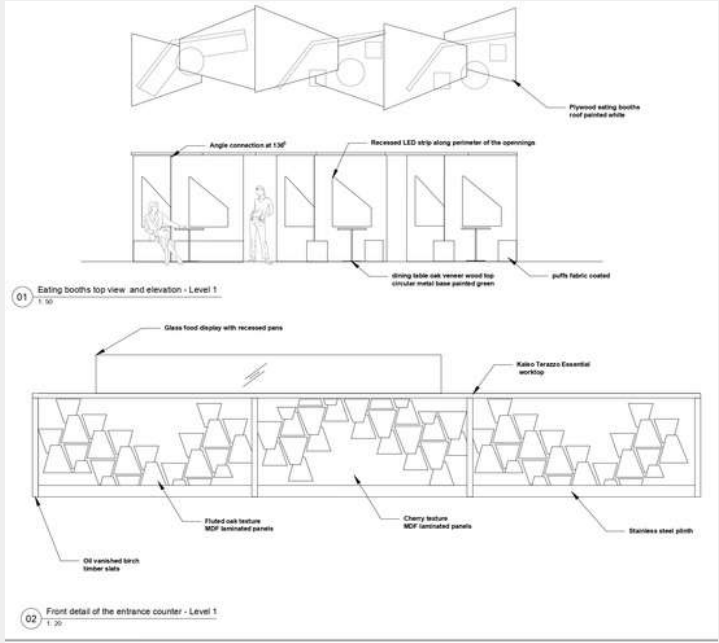 Plywood eating booths
roof painted white
Angle connection at 136⁰
Recessed LED strip along perimeter of the opennings
dining table oak veneer wood top
circular metal base painted green
puffs fabric coated
01
Eating booths top view and elevation - Level 1
1: 50
Glass food display with recessed pans
Kaleo Terazzo Essential
worktop
Fluted oak texture
MDF laminated panels
Cherry texture
MDF laminated panels
Stainless steel plinth
Oil vanished birch
timber slats
02
Front detail of the entrance counter - Level 1
1: 20